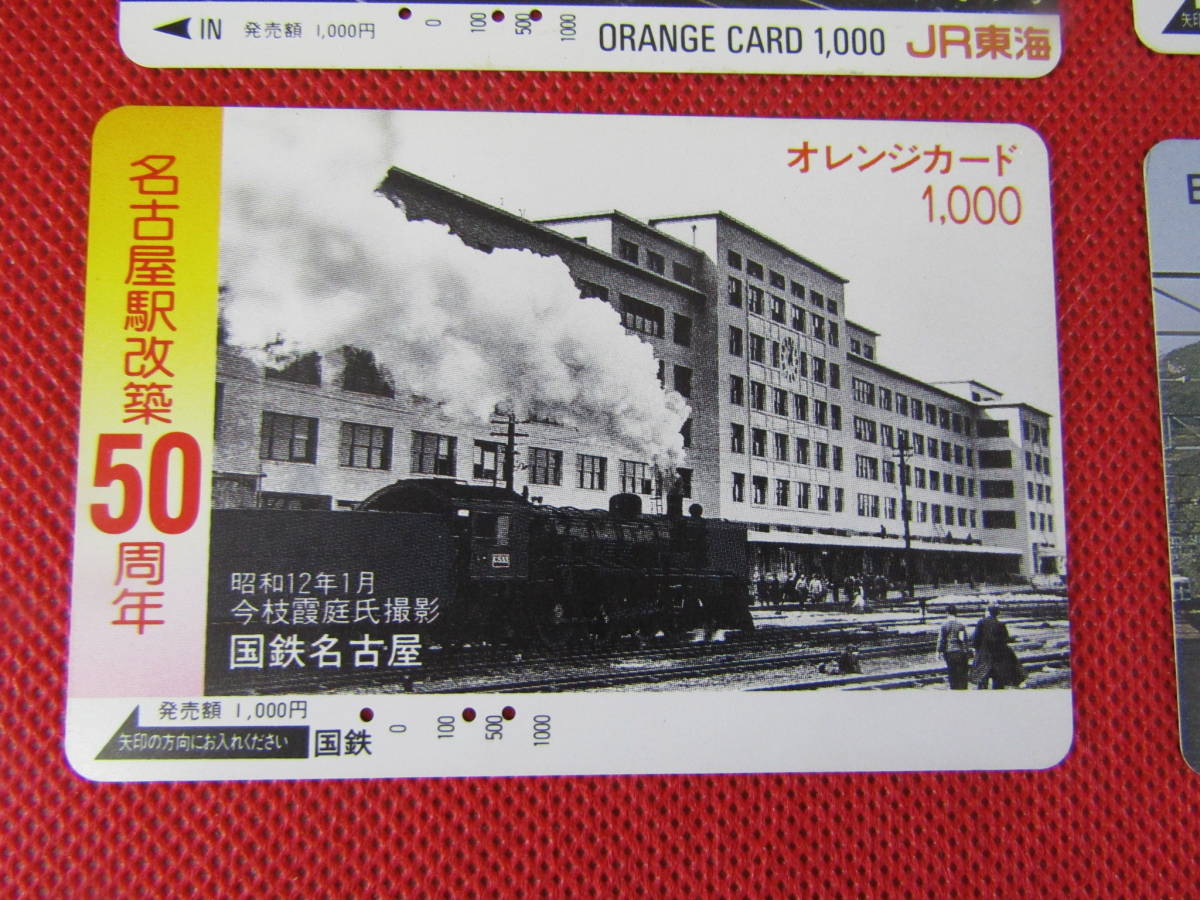 IN 発売額 1,000円 0 100 500 1000 ORANGE CARD 1,000 JR東海
名古屋駅改築50周年
オレンジカード
1,000
昭和12年1月
今枝霞庭氏撮影
国鉄名古屋
発売額 1,000円
矢印の方向にお入れください 国鉄 0 100 500 1000